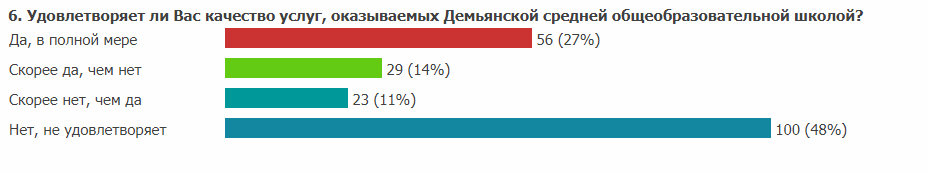 6. Удовлетворяет ли Вас качество услуг, оказываемых Демьянской средней общеобразовательной школой?
Да, в полной мере 56 (27%)
Скорее да, чем нет 29 (14%)
Скорее нет, чем да 23 (11%)
Нет, не удовлетворяет 100 (48%)